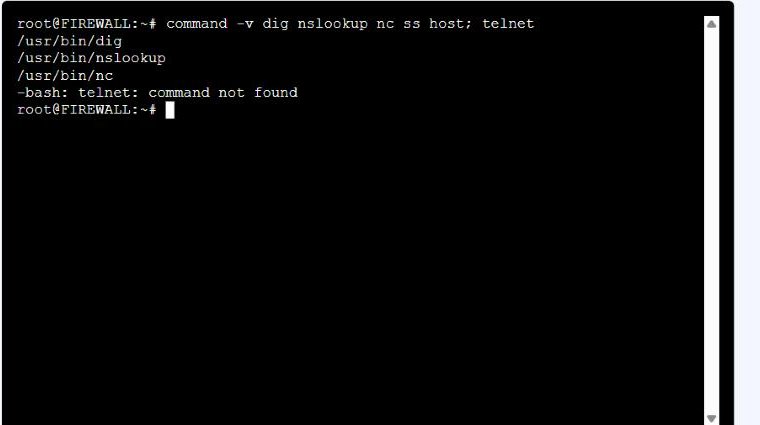 root@FIREWALL:~# command -v dig nslookup nc ss host; telnet
/usr/bin/dig
/usr/bin/nslookup
/usr/bin/nc
-bash: telnet: command not found
root@FIREWALL:~#